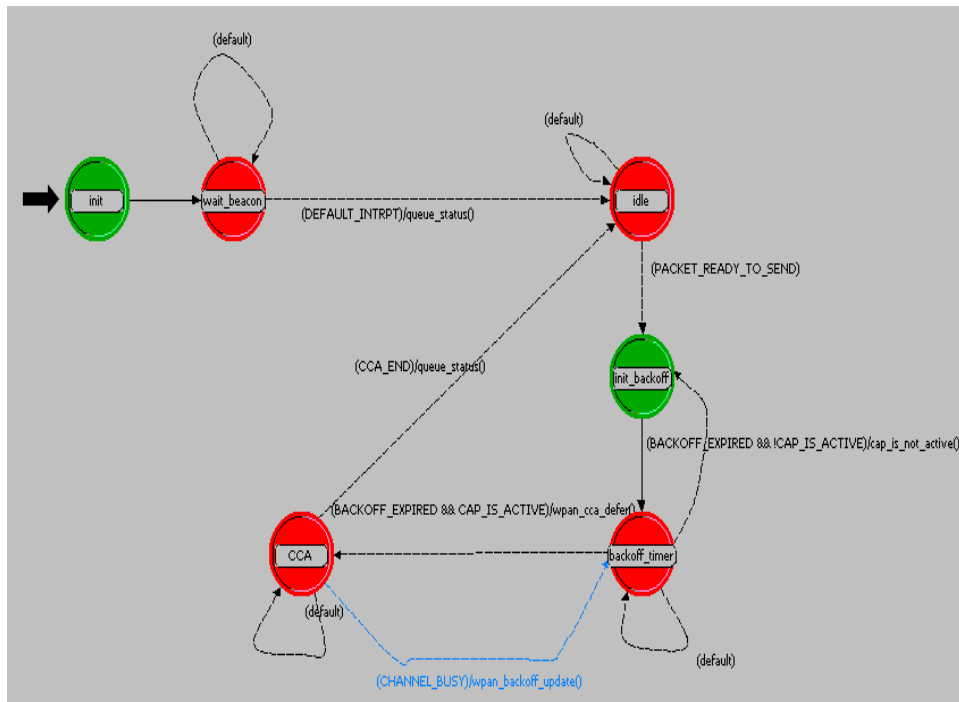 (default)
(default)
init
wait_beacon
idle
(DEFAULT_INTRPT)/queue_status()
(PACKET_READY_TO_SEND)
(CCA_END)/queue_status()
init_backoff
(BACKOFF_EXPIRED && !CAP_IS_ACTIVE)/cap_is_not_active()
(BACKOFF_EXPIRED && CAP_IS_ACTIVE)/wpan_cca_defer()
CCA
backoff_timer
(default)
(default)
(CHANNEL_BUSY)/wpan_backoff_update()